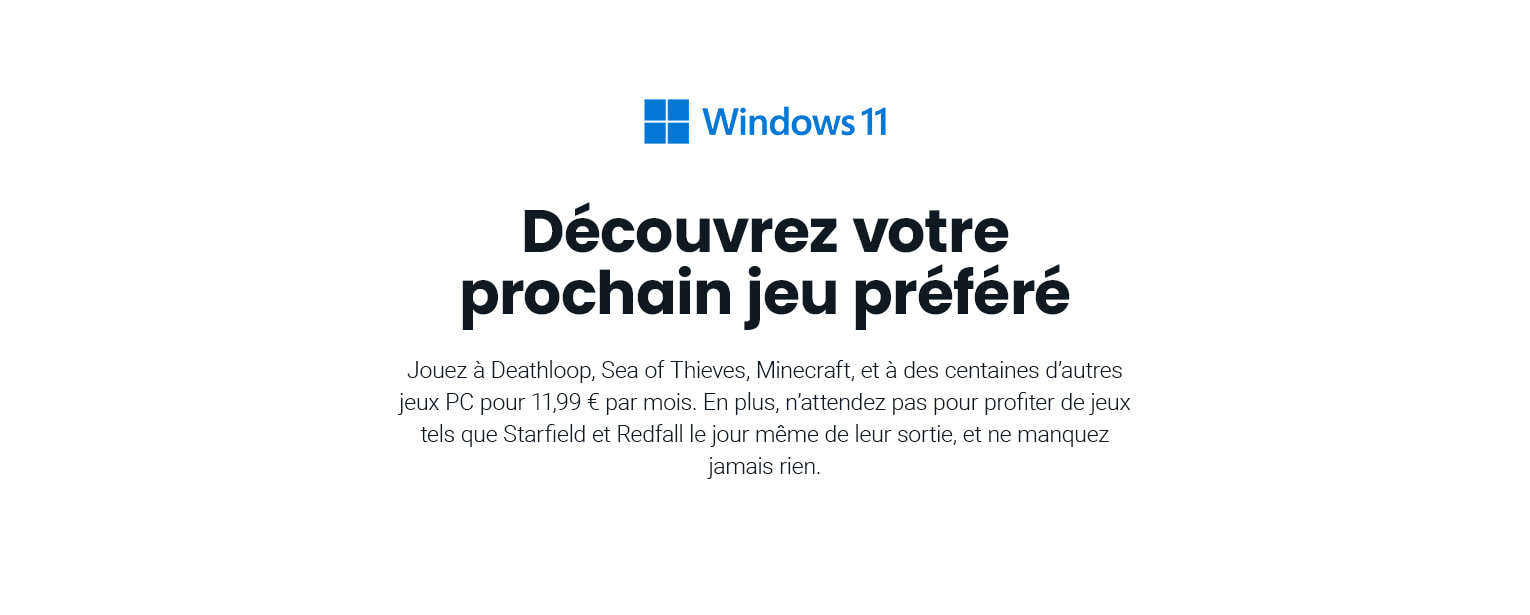 Windows 11
Découvrez votre
prochain jeu préféré
Jouez à Deathloop, Sea of Thieves, Minecraft, et à des centaines d’autres
jeux PC pour 11,99 € par mois. En plus, n’attendez pas pour profiter de jeux
tels que Starfield et Redfall le jour même de leur sortie, et ne manquez
jamais rien.